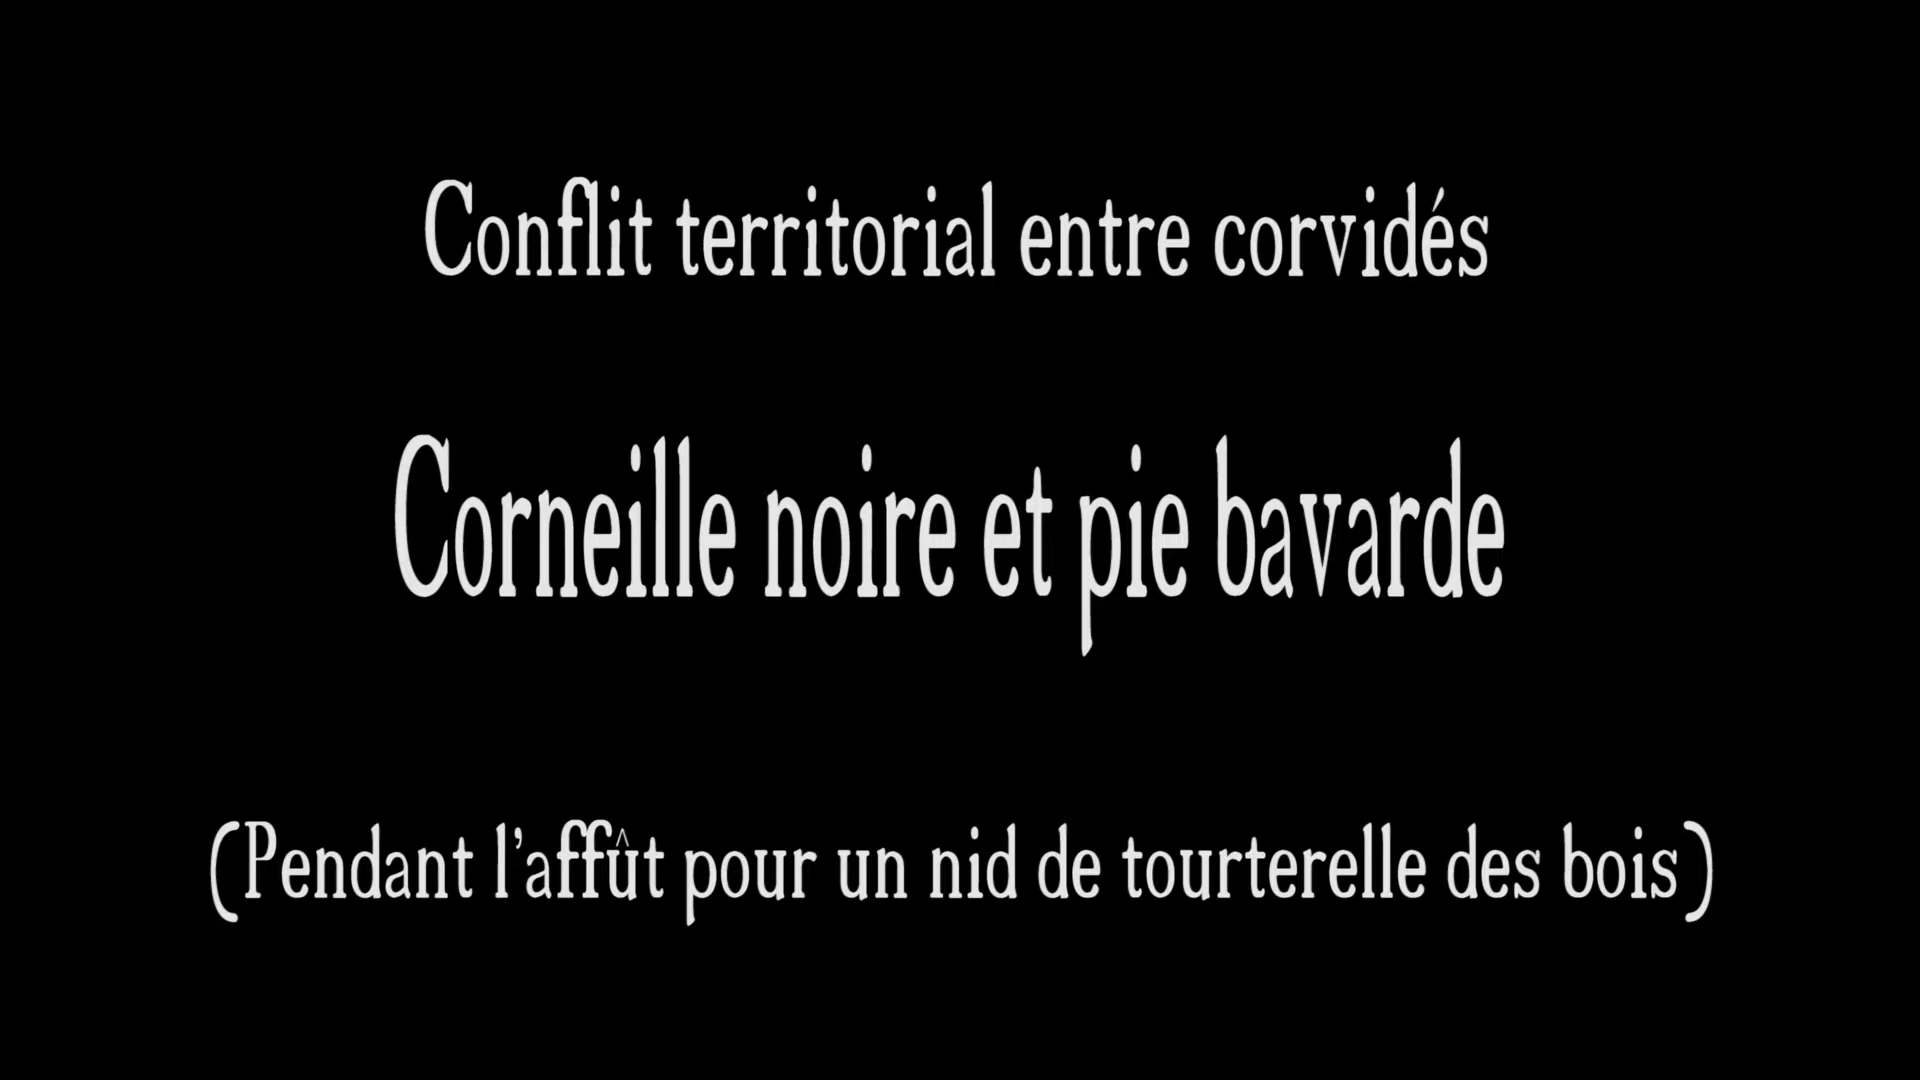 Conflit territorial entre corvidés
Corneille noire et pie bavarde
(Pendant l'affût pour un nid de tourterelle des bois)